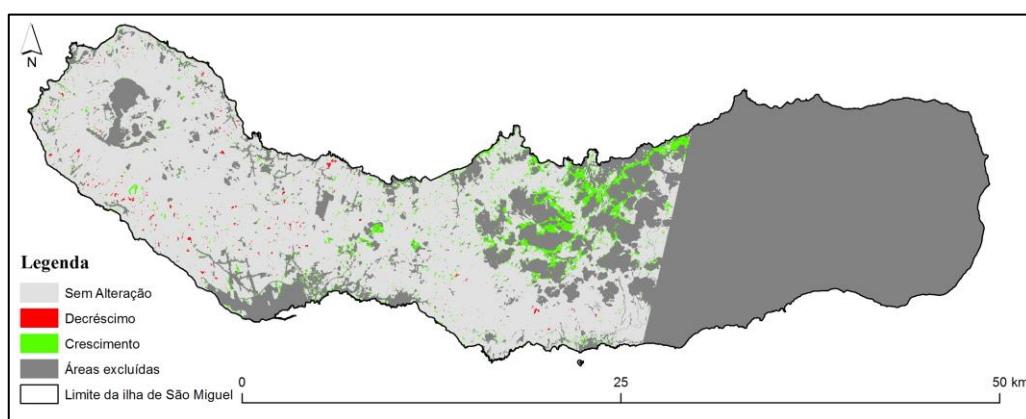 N
Legenda
Sem Alteração
Decréscimo
Crescimento
Áreas excluídas
Limite da ilha de São Miguel
0 25 50 km